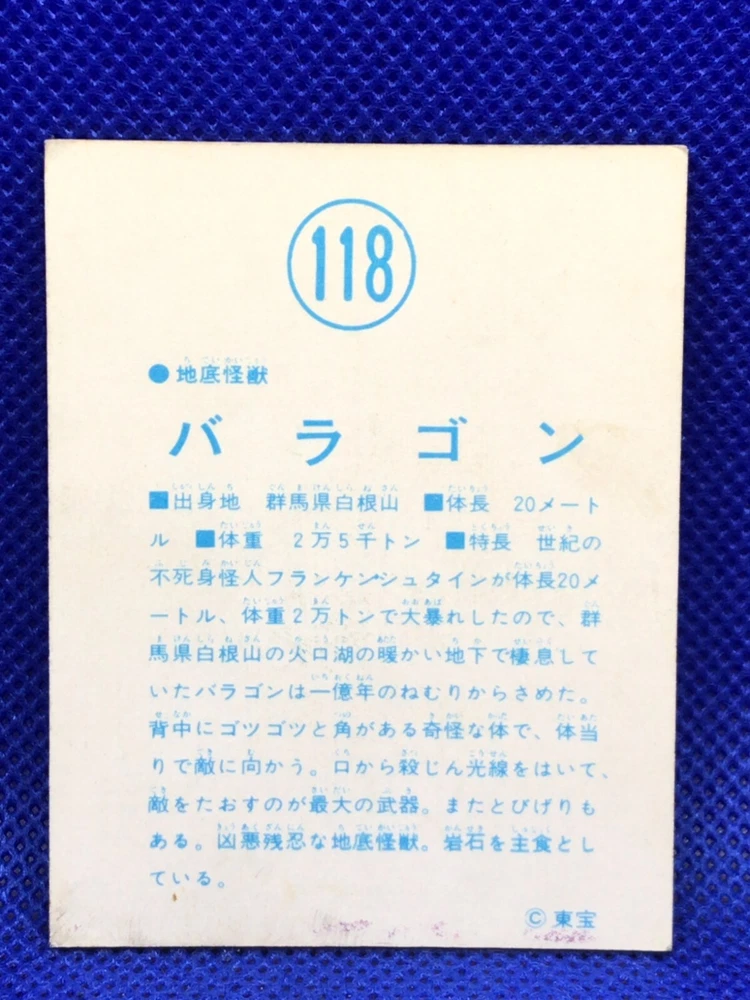 118
●地底怪獣
バラゴン
■出身地　群馬県白根山　■体長　20メート
ル　■体重　2万5千トン　■特長　世紀の
不死身怪人フランケンシュタインが体長20メ
ートル、体重2万トンで大暴れしたので、群
馬県白根山の火口湖の暖かい地下で棲息して
いたバラゴンは一億年のねむりからさめた。
背中にゴツゴツと角がある奇怪な体で、体当
りで敵に向かう。口から殺じん光線をはいて、
敵をたおすのが最大の武器。またとびげりも
ある。凶悪残忍な地底怪獣。岩石を主食とし
ている。
©東宝